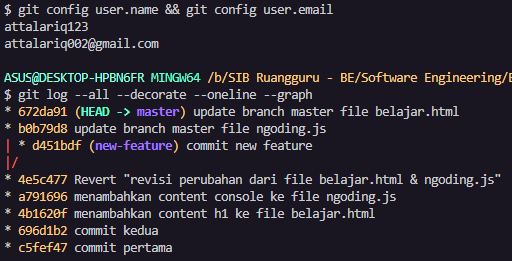 $ git config user.name && git config user.email
attalariq123
attalariq002@gmail.com
ASUS@DESKTOP-HPBN6FR MINGW64 /b/SIB Ruangguru - BE/Software Engineering/
$ git log --all --decorate --oneline --graph
* 672da91 (HEAD -> master) update branch master file belajar.html
* b0b79d8 update branch master file ngoding.js
| * d451bdf (new-feature) commit new feature
|/
* 4e5c477 Revert "revisi perubahan dari file belajar.html & ngoding.js"
* a791696 menambahkan content console ke file ngoding.js
* 4b1620f menambahkan content h1 ke file belajar.html
* 696d1b2 commit kedua
* c5fef47 commit pertama